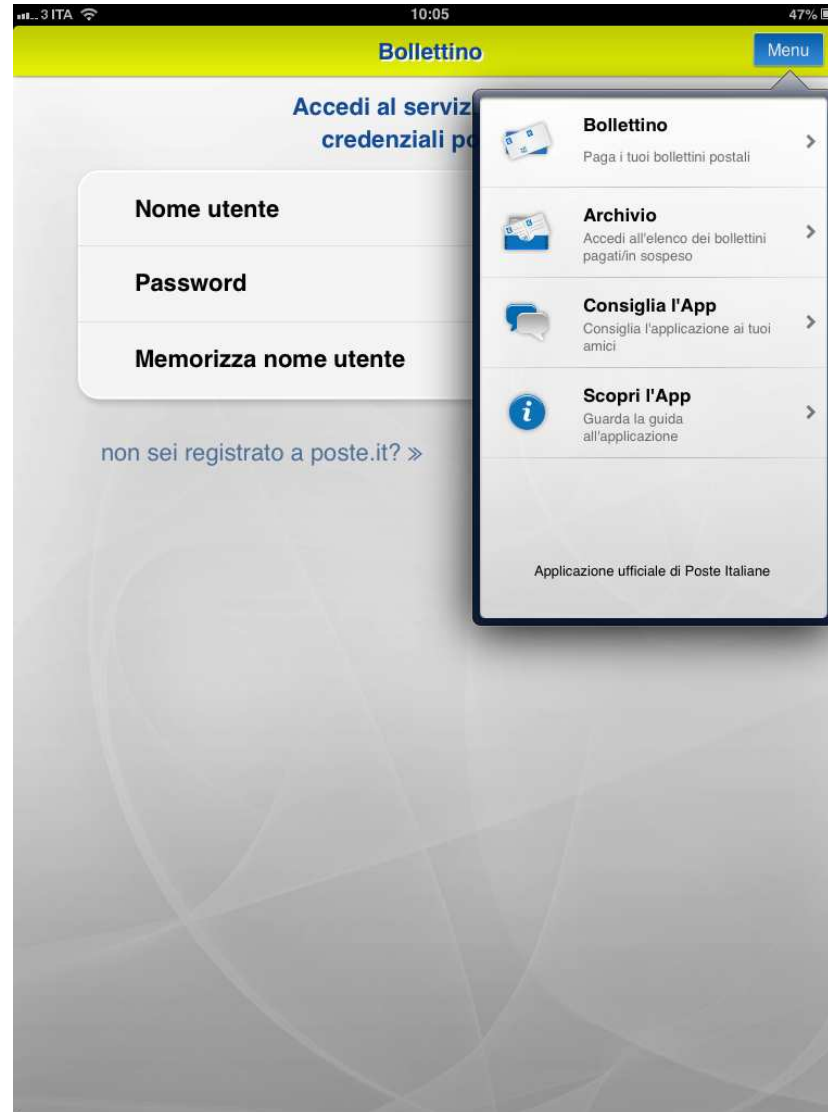 3 ITA 10:05 47%
Bollettino
Menu
Accedi al serviz
credenziali po
Nome utente
Password
Memorizza nome utente
non sei registrato a poste.it? »
Bollettino
Paga i tuoi bollettini postali
Archivio
Accedi all'elenco dei bollettini
pagati/in sospeso
Consiglia l'App
Consiglia l'applicazione ai tuoi
amici
Scopri l'App
Guarda la guida
all'applicazione
Applicazione ufficiale di Poste Italiane